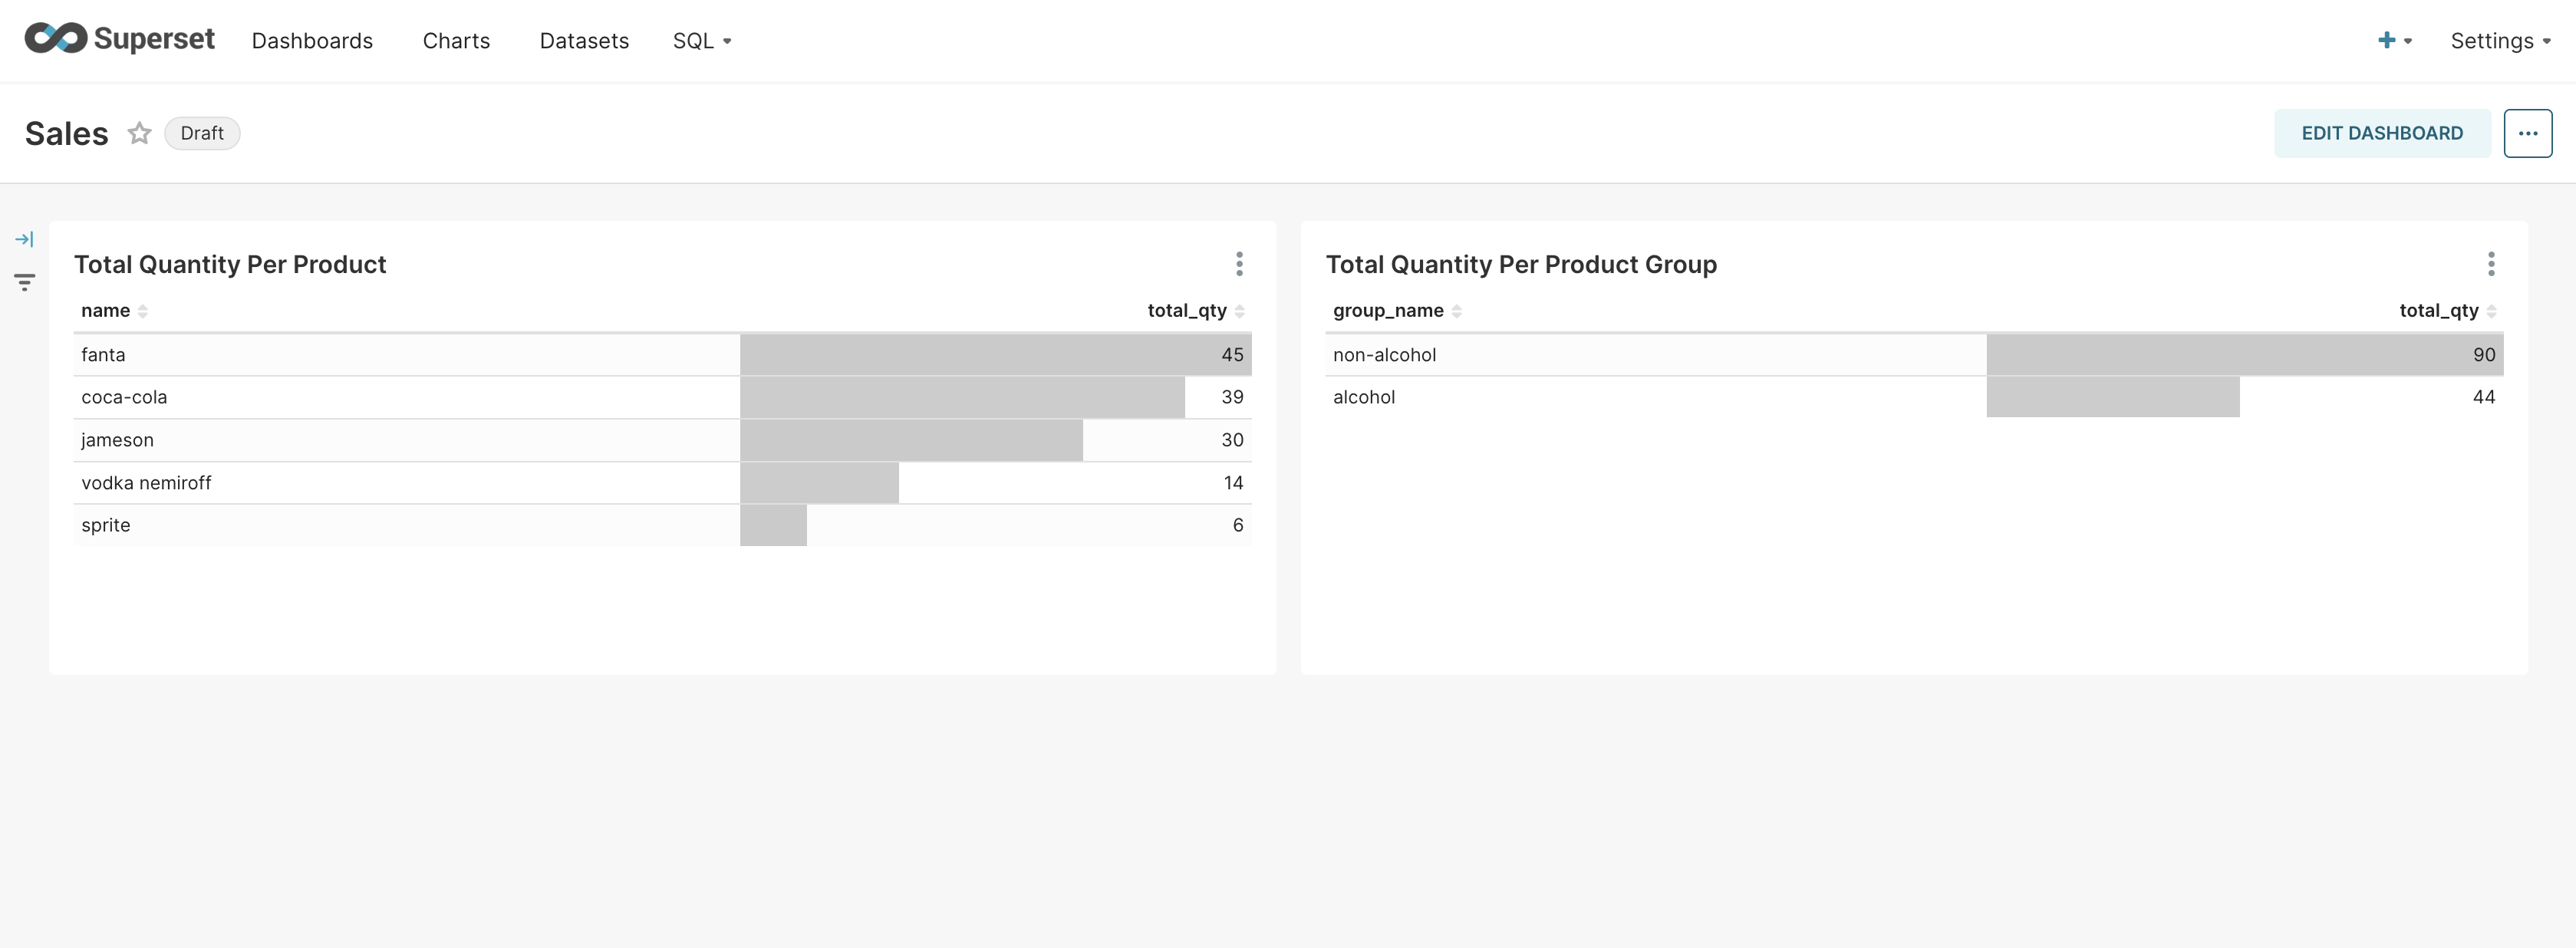 Superset Dashboards Charts Datasets SQL Settings
Sales Draft EDIT DASHBOARD
Total Quantity Per Product
name total_qty
fanta 45
coca-cola 39
jameson 30
vodka nemiroff 14
sprite 6
Total Quantity Per Product Group
group_name total_qty
non-alcohol 90
alcohol 44